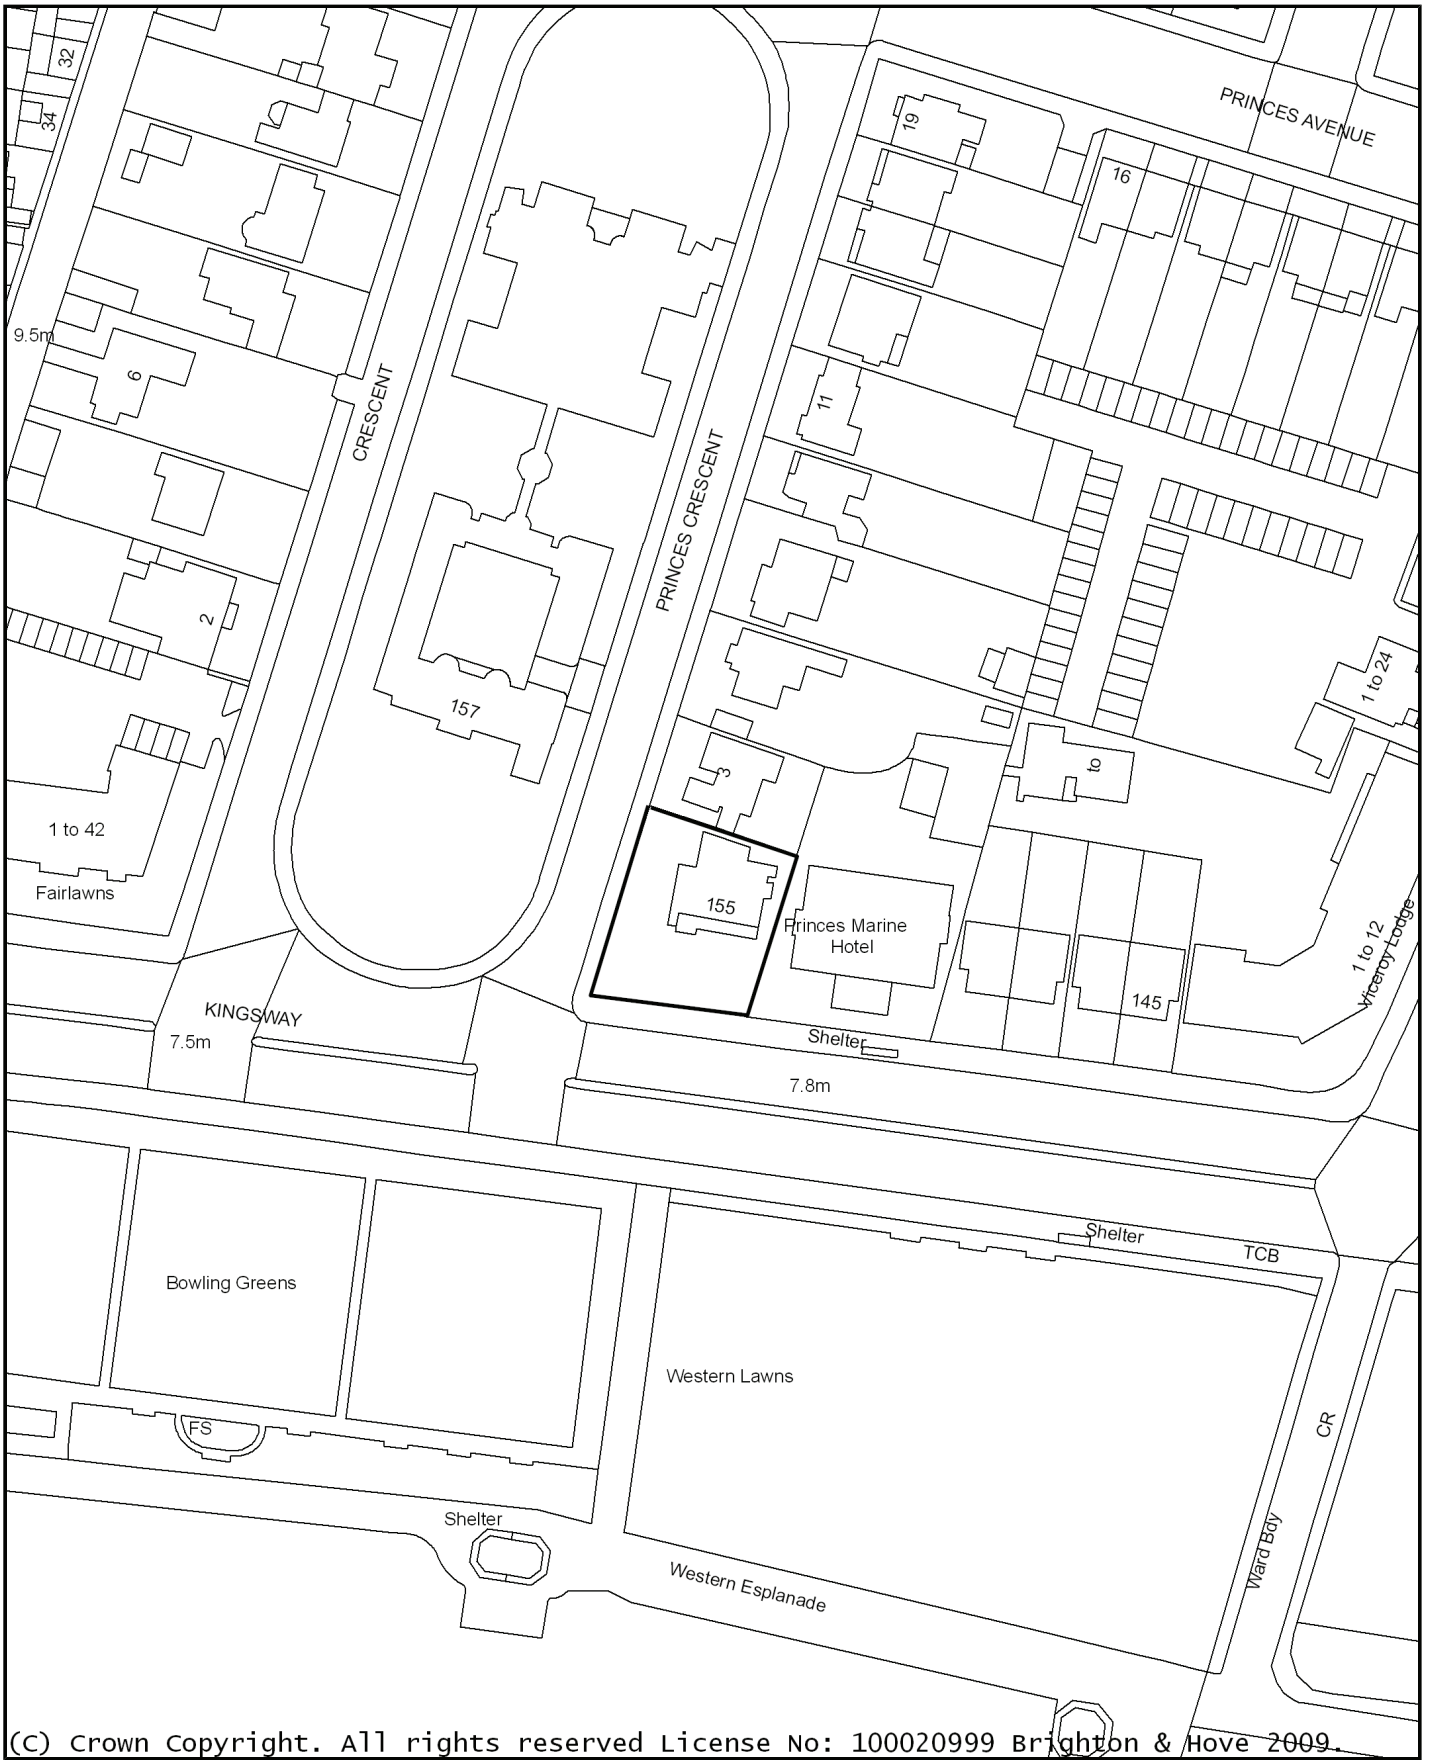 32
34
PRINCES AVENUE
19
16
9.5m
6
CRESCENT
11
PRINCES CRESCENT
2
1 to 24
157
3
to
1 to 42
Fairlawns
155
Princes Marine
Hotel
1 to 12
Viceroy Lodge
145
KINGSWAY
7.5m
Shelter
7.8m
Shelter
TCB
Bowling Greens
Western Lawns
CR
FS
Shelter
Ward Bdy
Western Esplanade
(C) Crown Copyright. All rights reserved License No: 100020999 Brighton & Hove 2009.